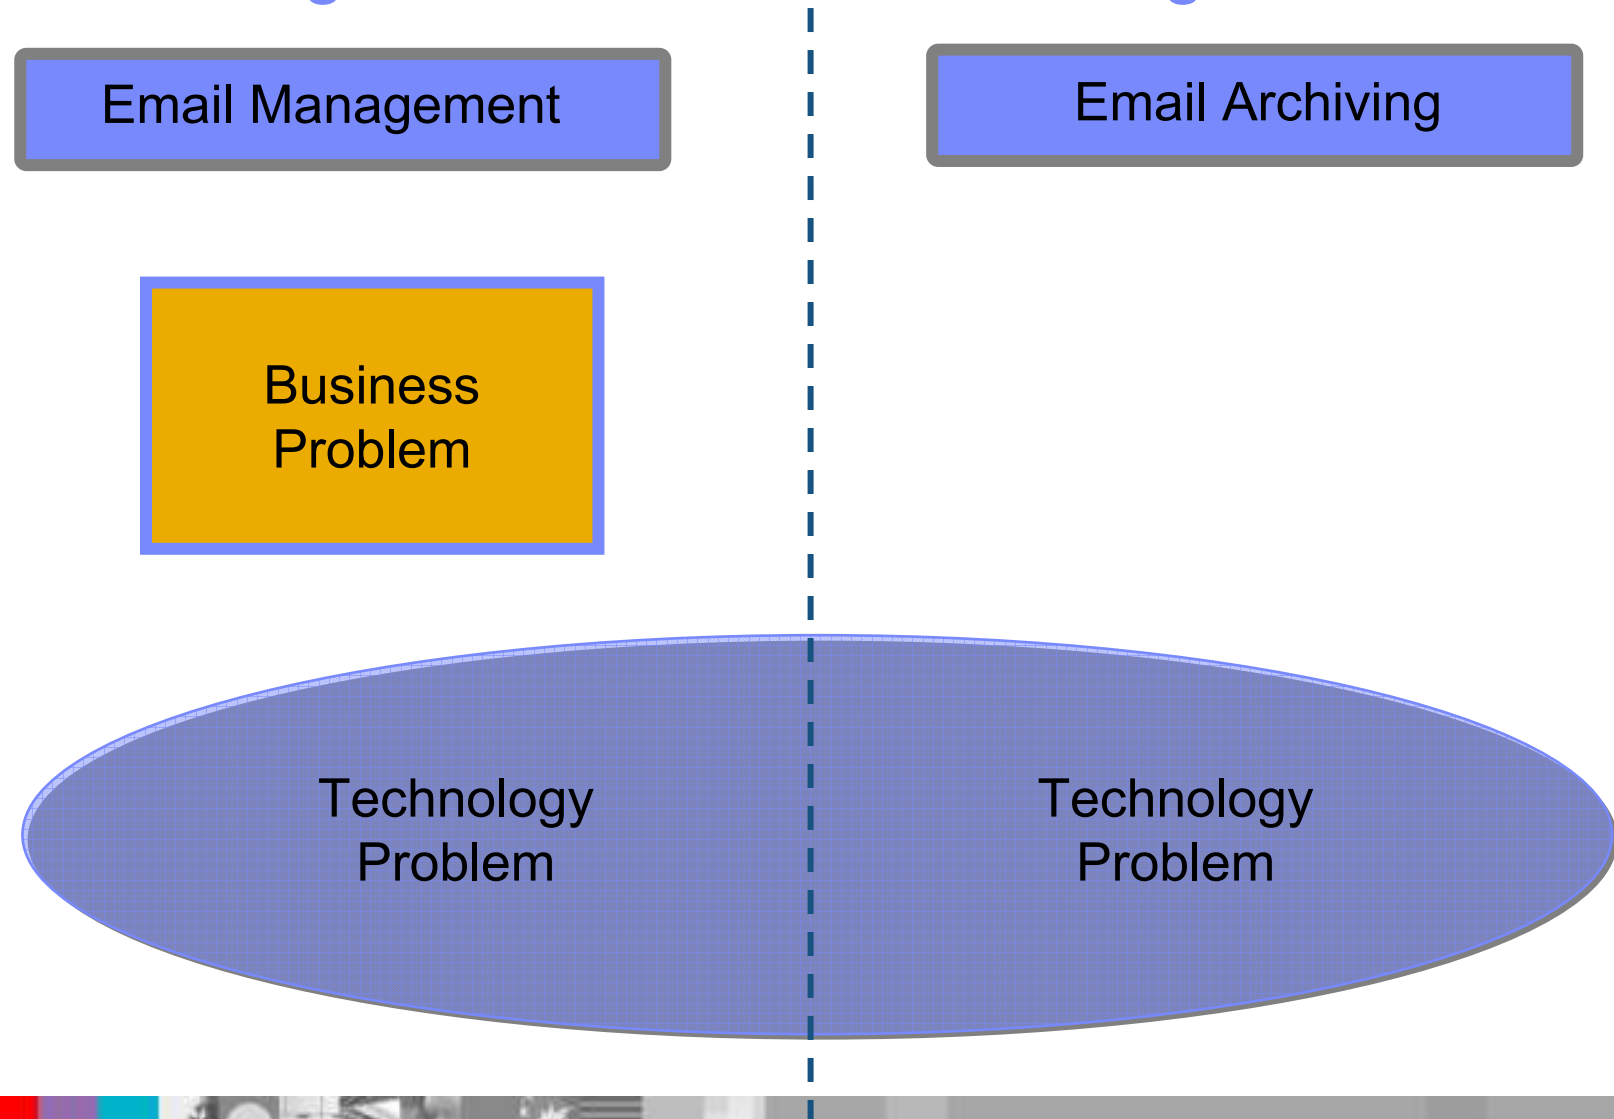 Email Management
Email Archiving
Business
Problem
Technology
Problem
Technology
Problem